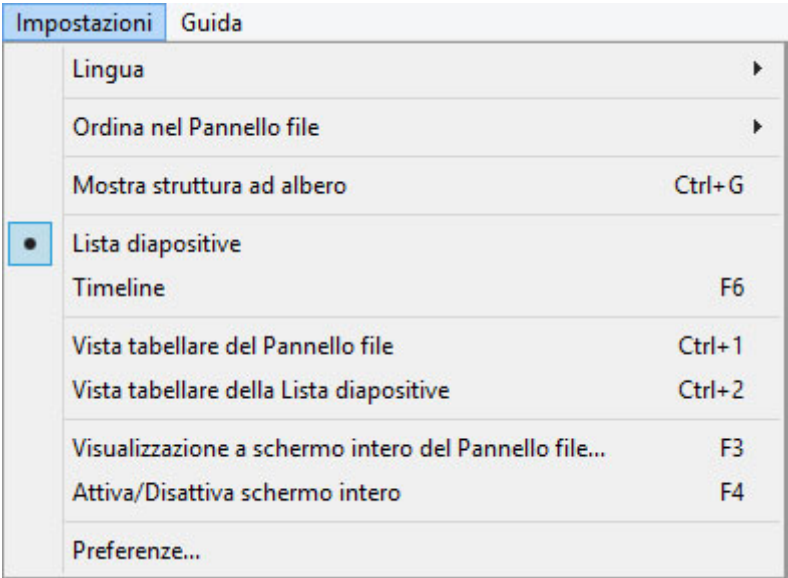 Impostazioni Guida
Lingua
Ordina nel Pannello file
Mostra struttura ad albero Ctrl+G
Lista diapositive
Timeline F6
Vista tabellare del Pannello file Ctrl+1
Vista tabellare della Lista diapositive Ctrl+2
Visualizzazione a schermo intero del Pannello file... F3
Attiva/Disattiva schermo intero F4
Preferenze...